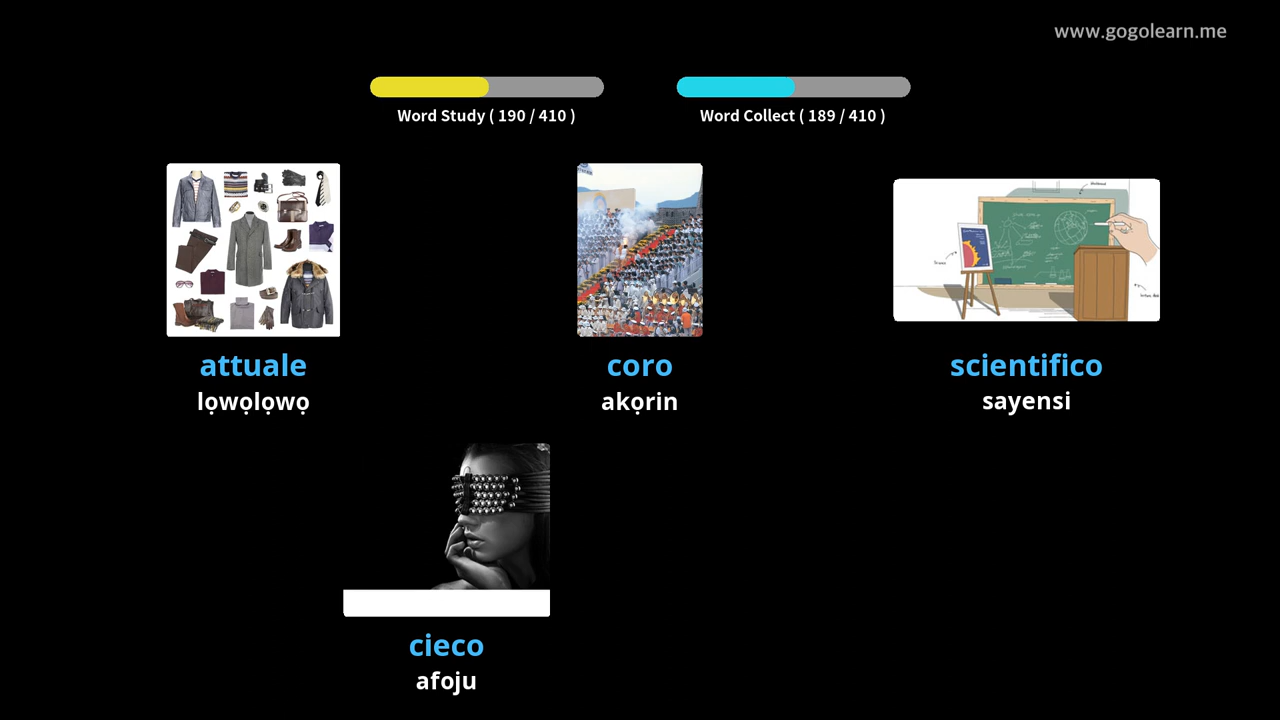 www.gogolearn.me
Word Study ( 190 / 410 )
Word Collect ( 189 / 410 )
attuale
lọwọlọwọ
coro
akọrin
scientifico
sayensi
cieco
afoju